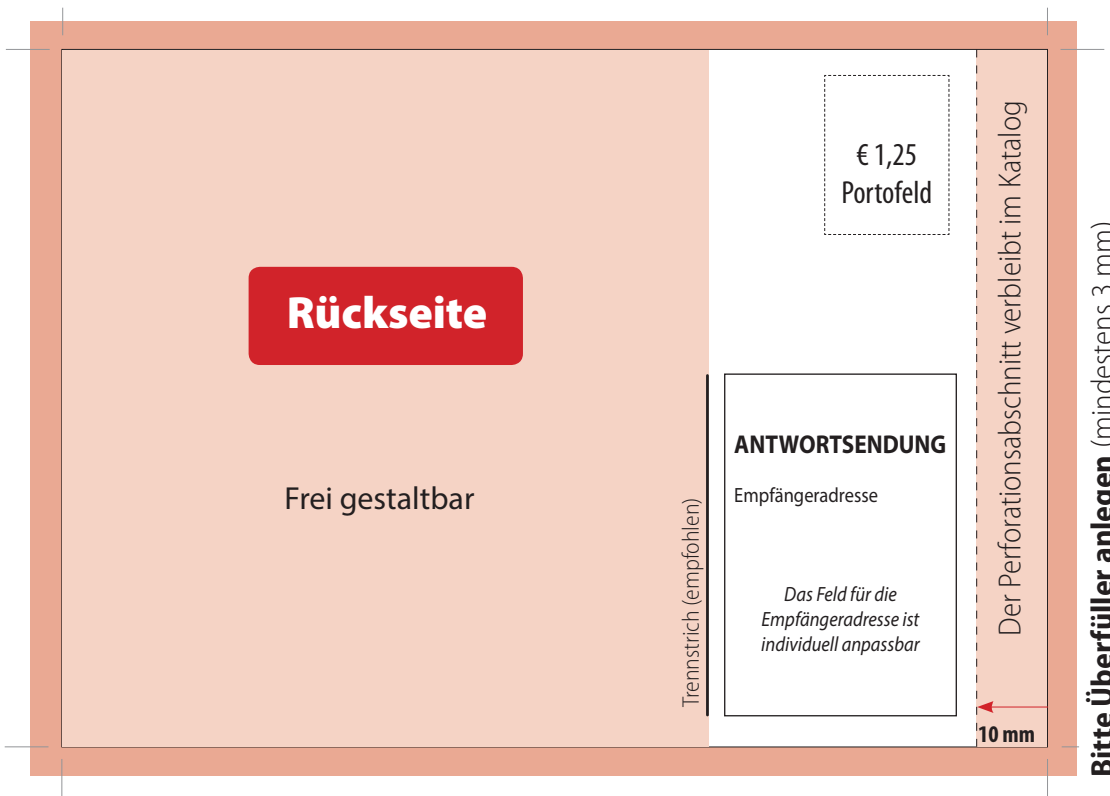 € 1,25
Portofeld
Rückseite
Frei gestaltbar
Trennstrich (empfohlen)
ANTWORTSENDUNG
Empfängeradresse
Das Feld für die
Empfängeradresse ist
individuell anpassbar
Der Perforationsabschnitt verbleibt im Katalog
10 mm
Bitte Überfüller anlegen (mindestens 3 mm)